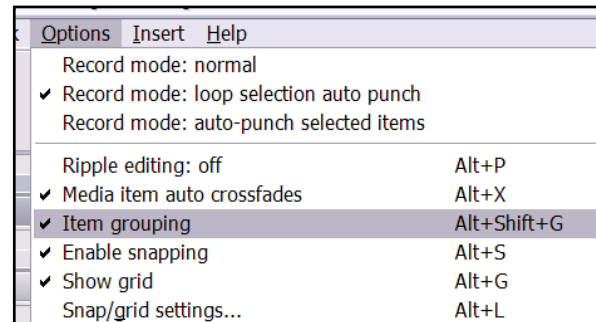 Options Insert Help
Record mode: normal
✓ Record mode: loop selection auto punch
Record mode: auto-punch selected items
Ripple editing: off Alt+P
✓ Media item auto crossfades Alt+X
✓ Item grouping Alt+Shift+G
✓ Enable snapping Alt+S
✓ Show grid Alt+G
Snap/grid settings... Alt+L